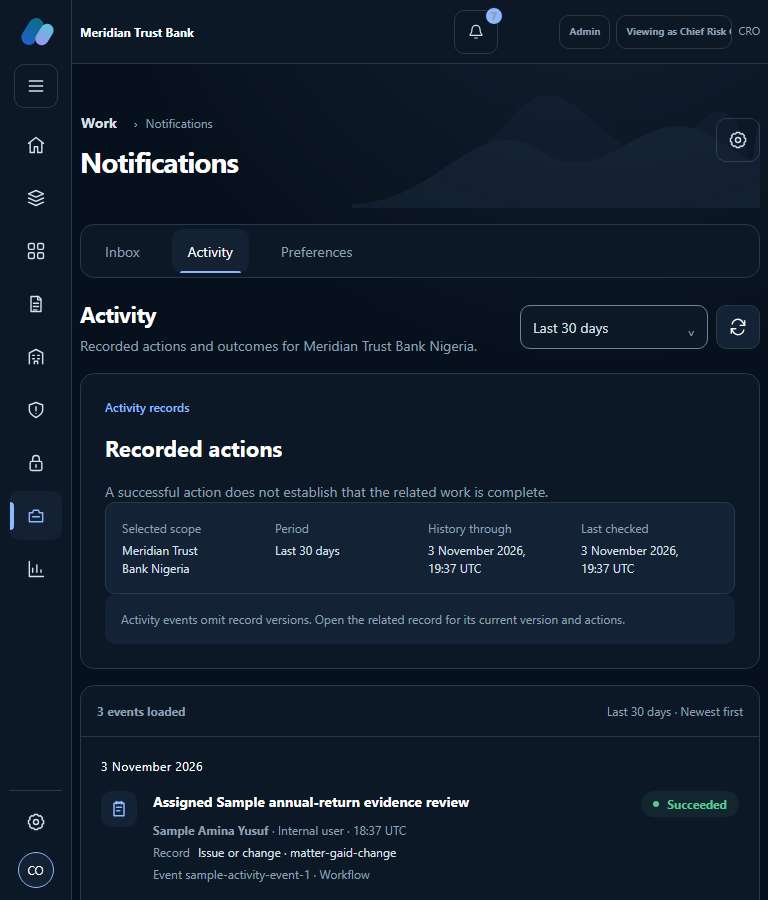 Meridian Trust Bank
Admin
Viewing as Chief Risk
CRO
Work › Notifications
Notifications
Inbox
Activity
Preferences
Activity
Last 30 days
Recorded actions and outcomes for Meridian Trust Bank Nigeria.
Activity records
Recorded actions
A successful action does not establish that the related work is complete.
Selected scope
Meridian Trust
Bank Nigeria
Period
Last 30 days
History through
3 November 2026,
19:37 UTC
Last checked
3 November 2026,
19:37 UTC
Activity events omit record versions. Open the related record for its current version and actions.
3 events loaded
Last 30 days · Newest first
3 November 2026
Assigned Sample annual-return evidence review
Succeeded
Sample Amina Yusuf · Internal user · 18:37 UTC
Record Issue or change · matter-gaid-change
Event sample-activity-event-1 · Workflow
CO